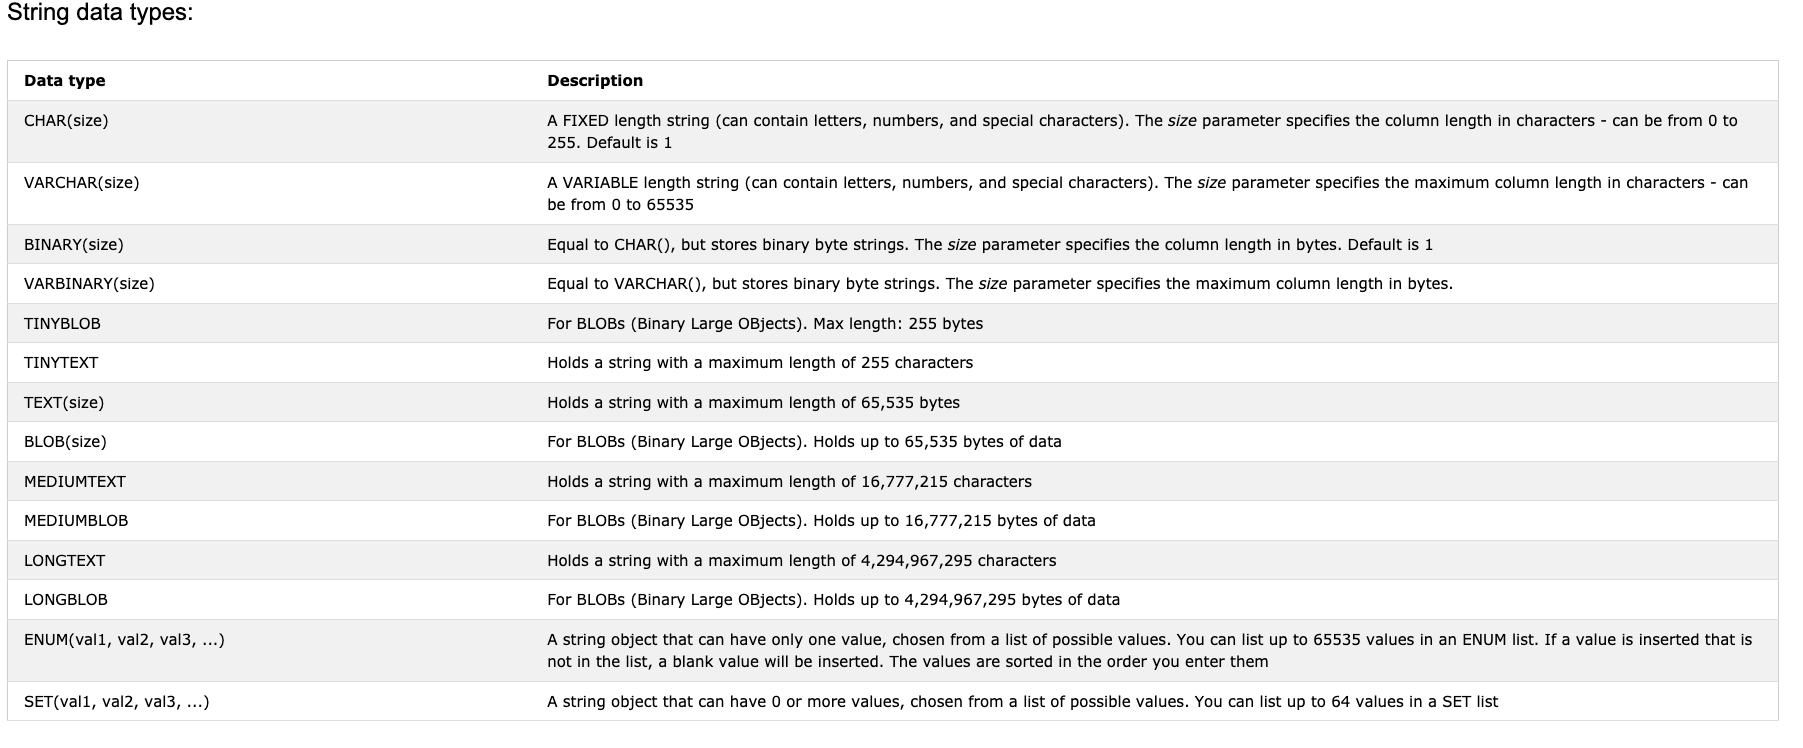 String data types:
Data type Description
CHAR(size) A FIXED length string (can contain letters, numbers, and special characters). The size parameter specifies the column length in characters - can be from 0 to
255. Default is 1
VARCHAR(size) A VARIABLE length string (can contain letters, numbers, and special characters). The size parameter specifies the maximum column length in characters - can
be from 0 to 65535
BINARY(size) Equal to CHAR(), but stores binary byte strings. The size parameter specifies the column length in bytes. Default is 1
VARBINARY(size) Equal to VARCHAR(), but stores binary byte strings. The size parameter specifies the maximum column length in bytes.
TINYBLOB For BLOBs (Binary Large OBjects). Max length: 255 bytes
TINYTEXT Holds a string with a maximum length of 255 characters
TEXT(size) Holds a string with a maximum length of 65,535 bytes
BLOB(size) For BLOBs (Binary Large OBjects). Holds up to 65,535 bytes of data
MEDIUMTEXT Holds a string with a maximum length of 16,777,215 characters
MEDIUMBLOB For BLOBs (Binary Large OBjects). Holds up to 16,777,215 bytes of data
LONGTEXT Holds a string with a maximum length of 4,294,967,295 characters
LONGBLOB For BLOBs (Binary Large OBjects). Holds up to 4,294,967,295 bytes of data
ENUM(val1, val2, val3, ...) A string object that can have only one value, chosen from a list of possible values. You can list up to 65535 values in an ENUM list. If a value is inserted that is
not in the list, a blank value will be inserted. The values are sorted in the order you enter them
SET(val1, val2, val3, ...) A string object that can have 0 or more values, chosen from a list of possible values. You can list up to 64 values in a SET list